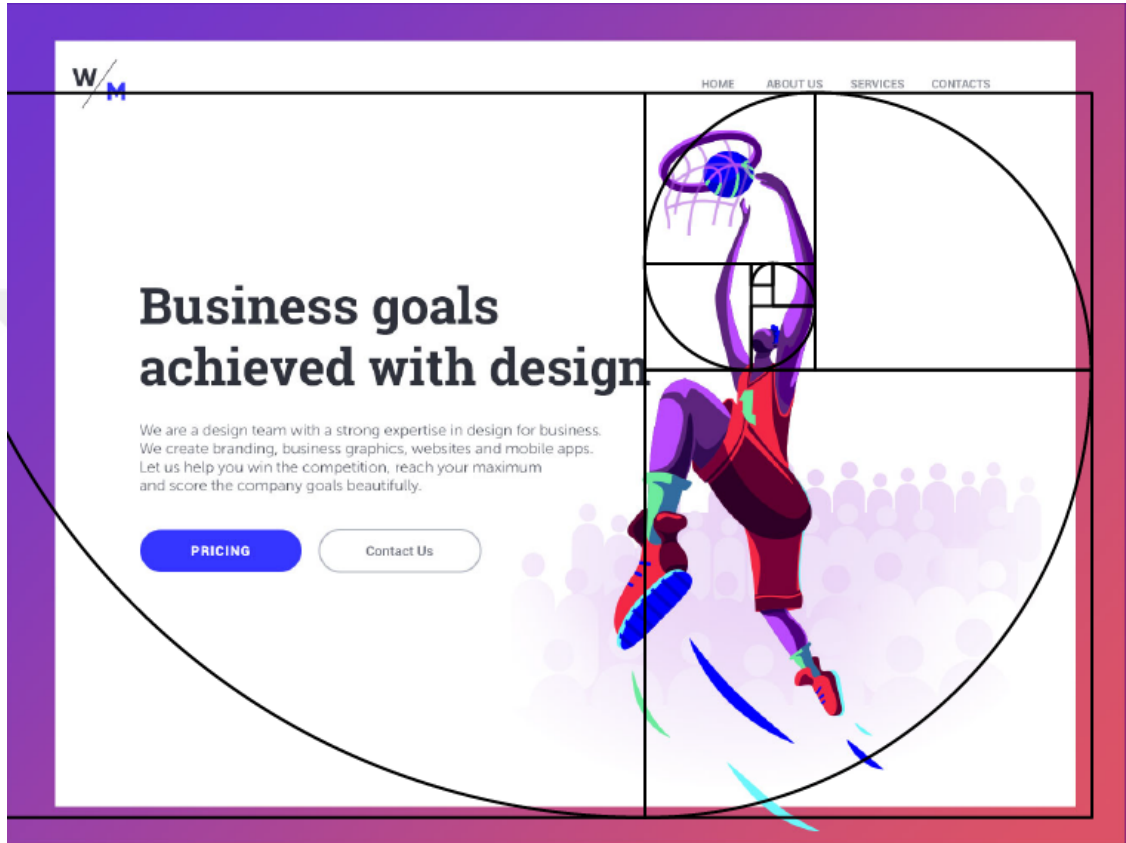 W/M
HOME ABOUT US SERVICES CONTACTS
Business goals
achieved with design
We are a design team with a strong expertise in design for business.
We create branding, business graphics, websites and mobile apps.
Let us help you win the competition, reach your maximum
and score the company goals beautifully.
PRICING Contact Us
1